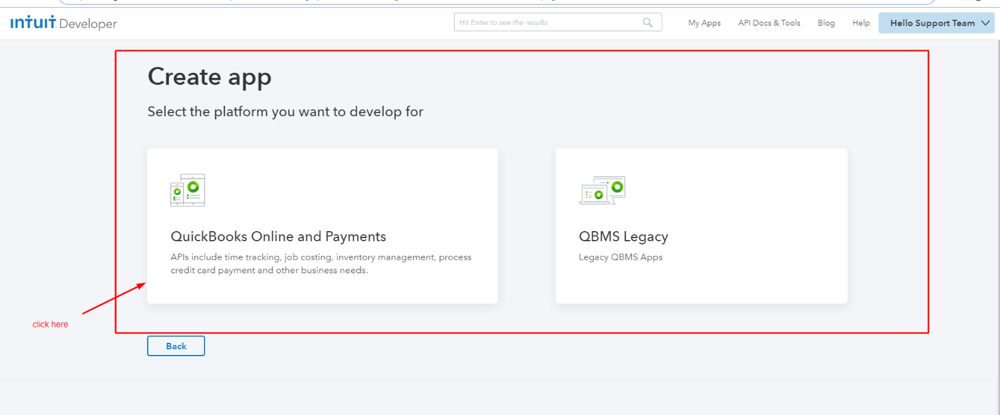 intuit Developer
Hit Enter to see the results
My Apps
API Docs & Tools
Blog
Help
Hello Support Team
Create app
Select the platform you want to develop for
QuickBooks Online and Payments
APIs include time tracking, job costing, inventory management, process
credit card payment and other business needs.
QBMS Legacy
Legacy QBMS Apps
click here
Back